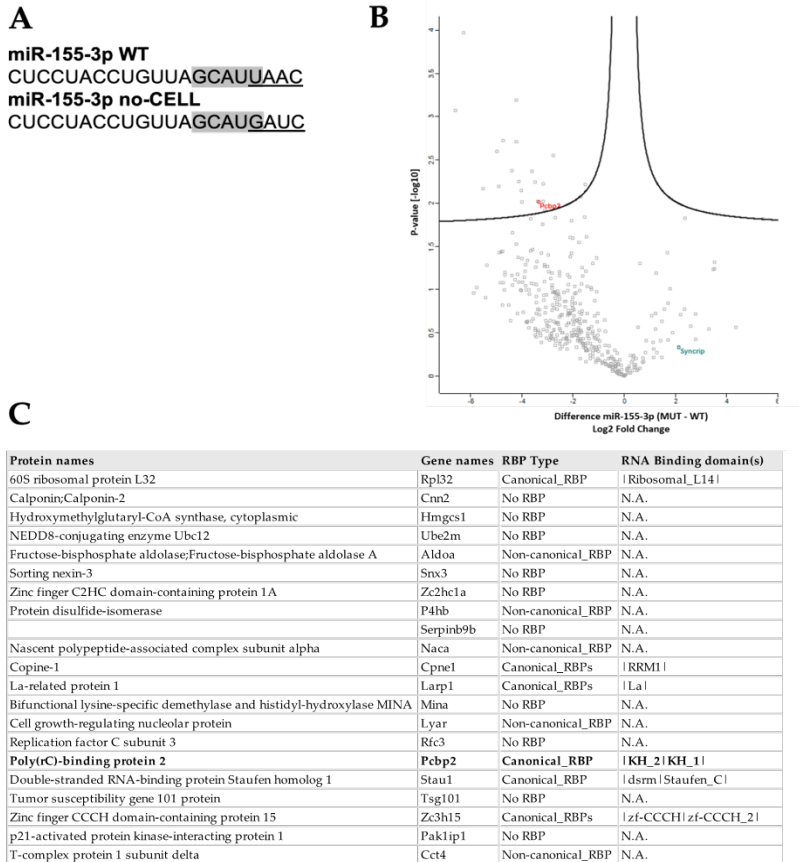 A
miR-155-3p WT
CUCCUACCUGUUAGCAUUAAC
miR-155-3p no-CELL
CUCCUACCUGUUAGCAUGAUC
B
P-value [-log10]
4
3.5
3
2.5
2
1.5
1
0.5
0
Pcbp2
Syncrip
-6 -4 -2 0 2 4 6
Difference miR-155-3p (MUT - WT)
Log2 Fold Change
C
Protein names Gene names RBP Type RNA Binding domain(s)
60S ribosomal protein L32 Rpl32 Canonical_RBP |Ribosomal_L14|
Calponin;Calponin-2 Cnn2 No RBP N.A.
Hydroxymethylglutaryl-CoA synthase, cytoplasmic Hmgcs1 No RBP N.A.
NEDD8-conjugating enzyme Ubc12 Ube2m No RBP N.A.
Fructose-bisphosphate aldolase;Fructose-bisphosphate aldolase A Aldoa Non-canonical_RBP N.A.
Sorting nexin-3 Snx3 No RBP N.A.
Zinc finger C2HC domain-containing protein 1A Zc2hc1a No RBP N.A.
Protein disulfide-isomerase P4hb Non-canonical_RBP N.A.
Serpinb9b No RBP N.A.
Nascent polypeptide-associated complex subunit alpha Naca Non-canonical_RBP N.A.
Copine-1 Cpne1 Canonical_RBPs |RRM1|
La-related protein 1 Larp1 Canonical_RBPs |La|
Bifunctional lysine-specific demethylase and histidyl-hydroxylase MINA Mina No RBP N.A.
Cell growth-regulating nucleolar protein Lyar Non-canonical_RBP N.A.
Replication factor C subunit 3 Rfc3 No RBP N.A.
Poly(rC)-binding protein 2 Pcbp2 Canonical_RBP |KH_2|KH_1|
Double-stranded RNA-binding protein Staufen homolog 1 Stau1 Canonical_RBP |dsrm|Staufen_C|
Tumor susceptibility gene 101 protein Tsg101 No RBP N.A.
Zinc finger CCCH domain-containing protein 15 Zc3h15 Canonical_RBPs |zf-CCCH|zf-CCCH_2|
p21-activated protein kinase-interacting protein 1 Pak1ip1 No RBP N.A.
T-complex protein 1 subunit delta Cct4 Non-canonical_RBP N.A.